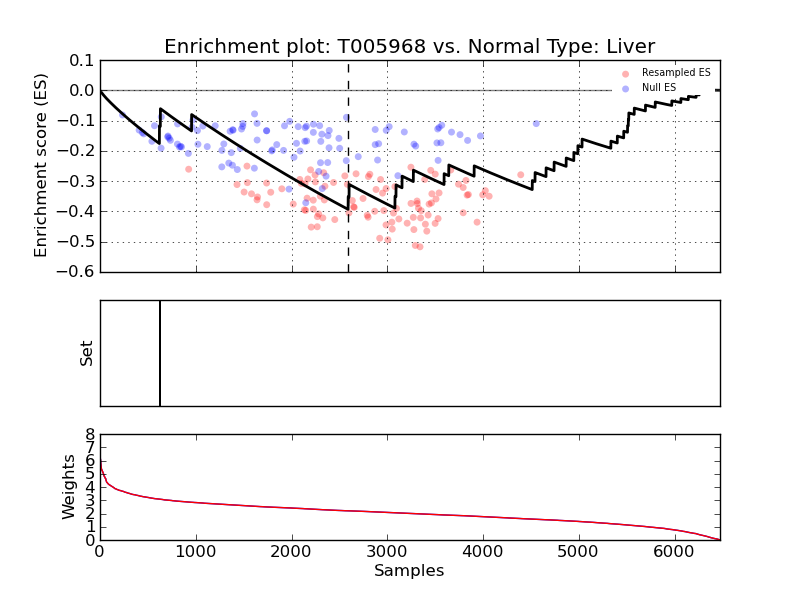 Enrichment plot: T005968 vs. Normal Type: Liver
Enrichment score (ES)
0.1
0.0
−0.1
−0.2
−0.3
−0.4
−0.5
−0.6
Resampled ES
Null ES
Set
Weights
8
7
6
5
4
3
2
1
0
0 1000 2000 3000 4000 5000 6000
Samples